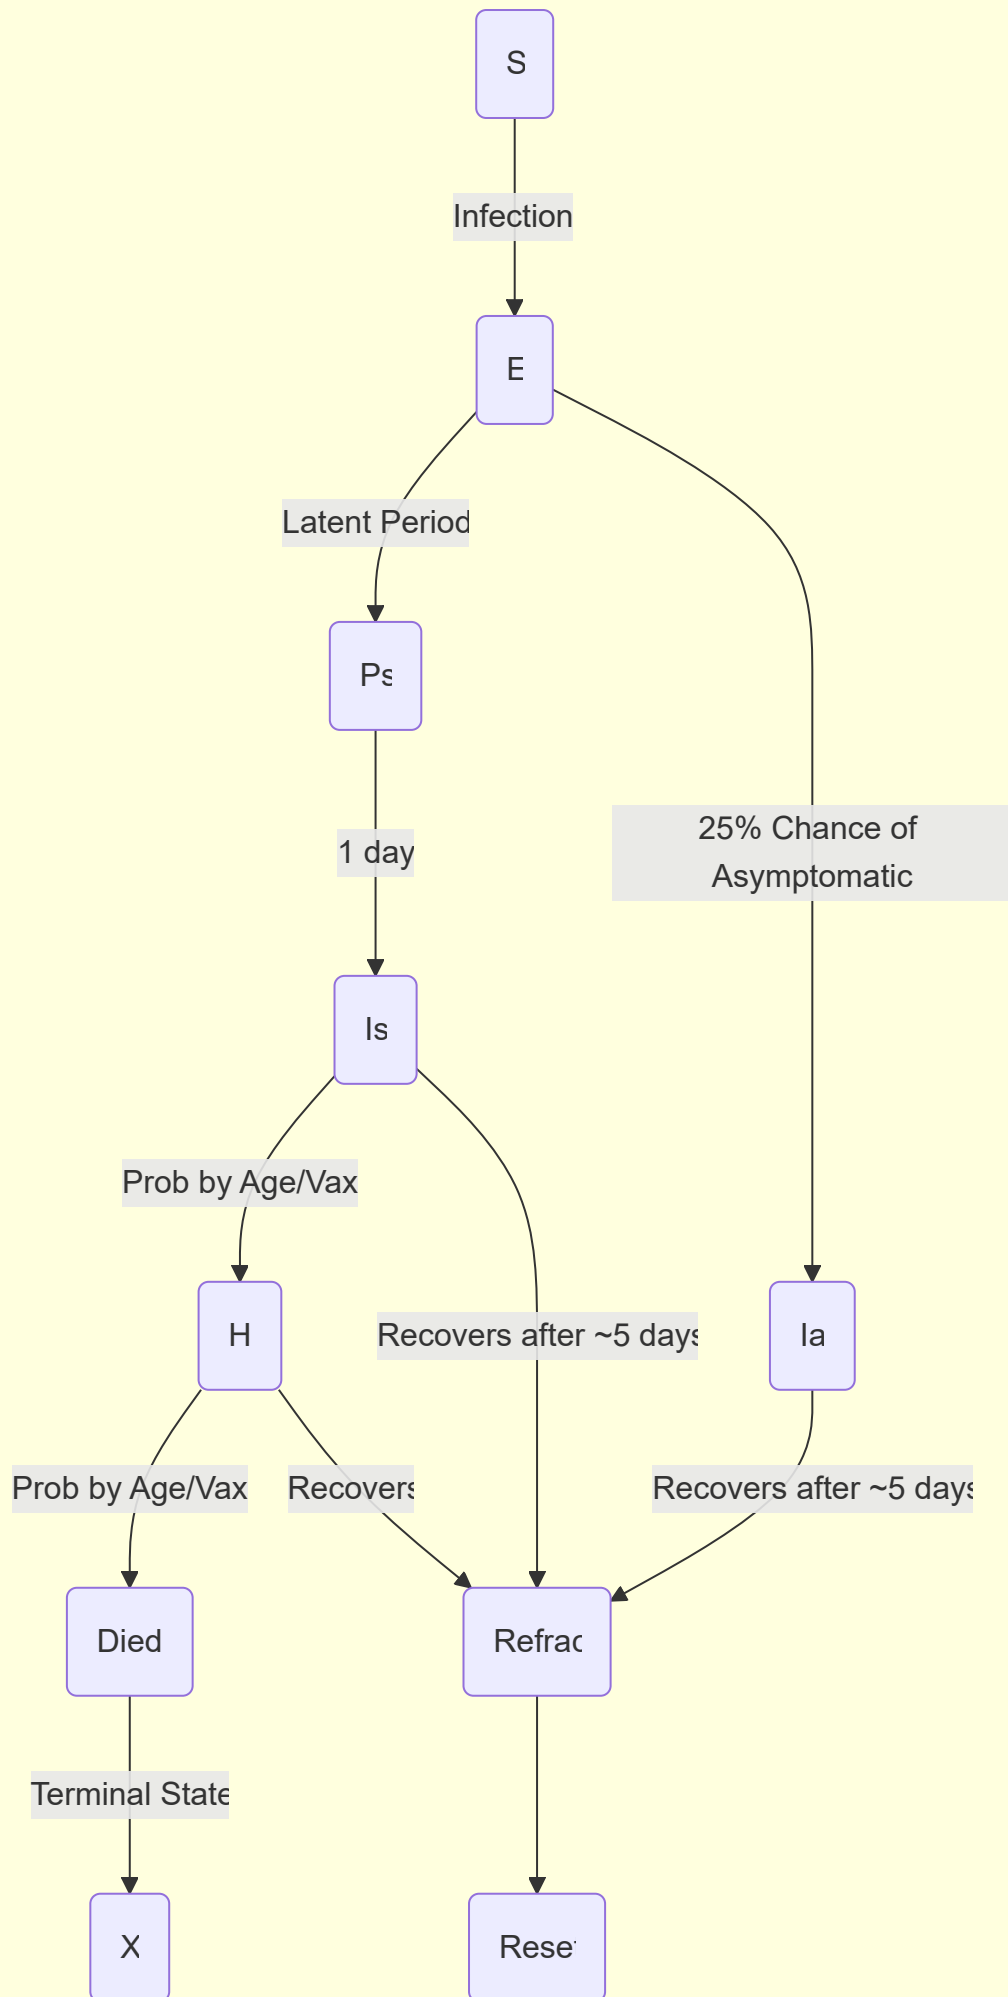 S
Infection
E
Latent Period
Ps
25% Chance of
Asymptomatic
1 day
Is
Prob by Age/Vax
H
Recovers after ~5 days
Ia
Prob by Age/Vax
Recovers
Recovers after ~5 days
Died
Refrac
Terminal State
X
Reset